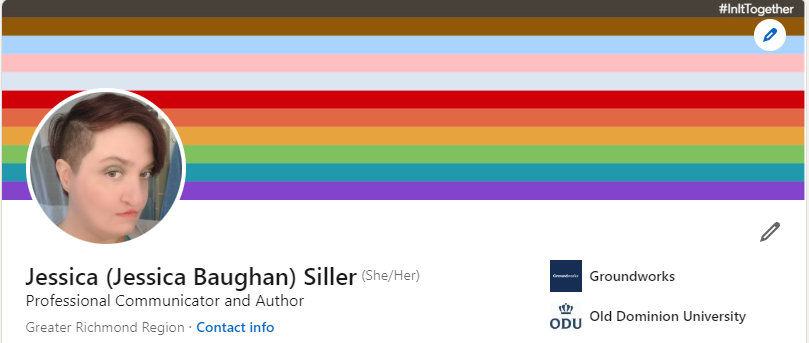 #InItTogether
Jessica (Jessica Baughan) Siller (She/Her)
Professional Communicator and Author
Greater Richmond Region · Contact info
Groundworks
Groundworks
ODU
Old Dominion University